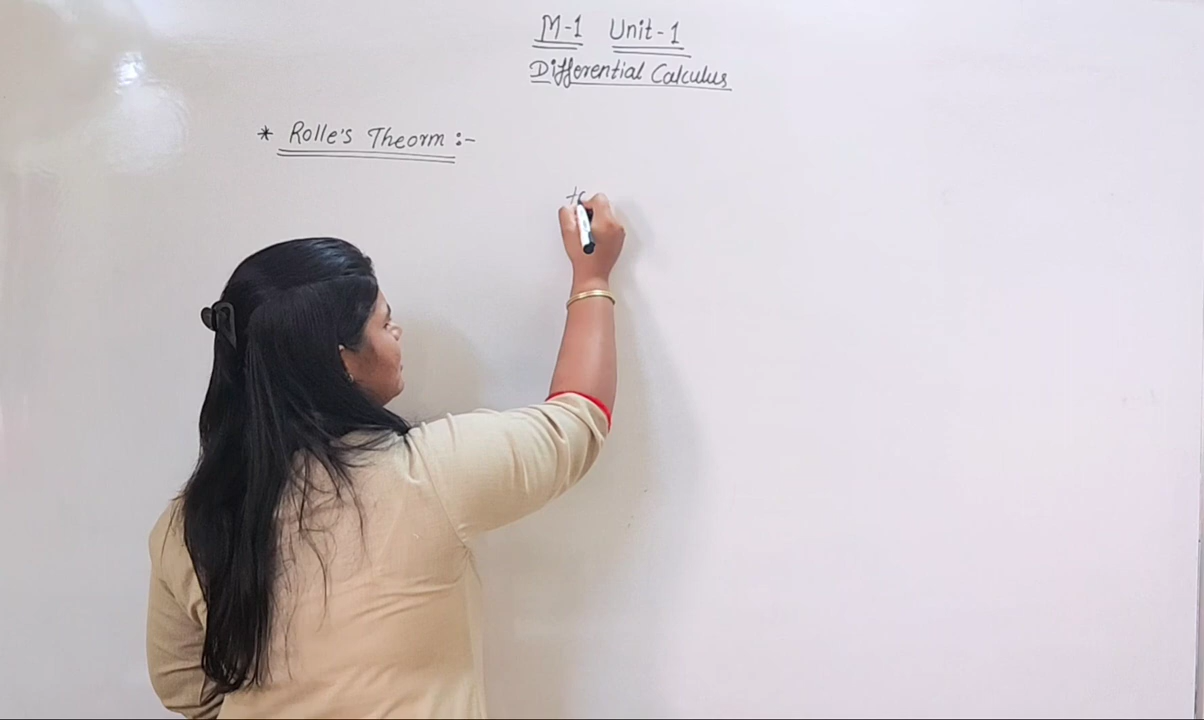 M-1 Unit-1
Differential Calculus
* Rolle's Theorm :-